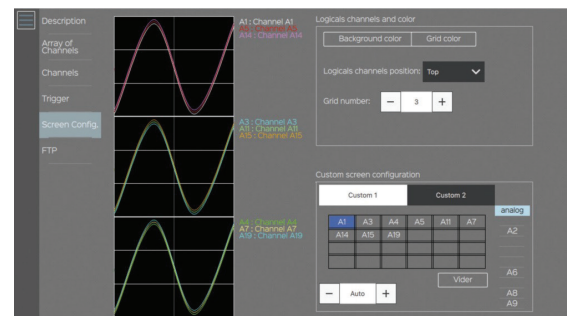 Description
Array of
Channels
Channels
Trigger
Screen Config.
FTP
A1 : Channel A1
A5 : Channel A5
A14 : Channel A14
A3 : Channel A3
A11 : Channel A11
A15 : Channel A15
A4 : Channel A4
A7 : Channel A7
A19 : Channel A19
Logicals channels and color
Background color Grid color
Logicals channels position: Top
Grid number: − 3 +
Custom screen configuration
Custom 1 Custom 2
analog
A1 A3 A4 A5 A11 A7
A14 A15 A19
A2
A6
A8
A9
Vider
− Auto +